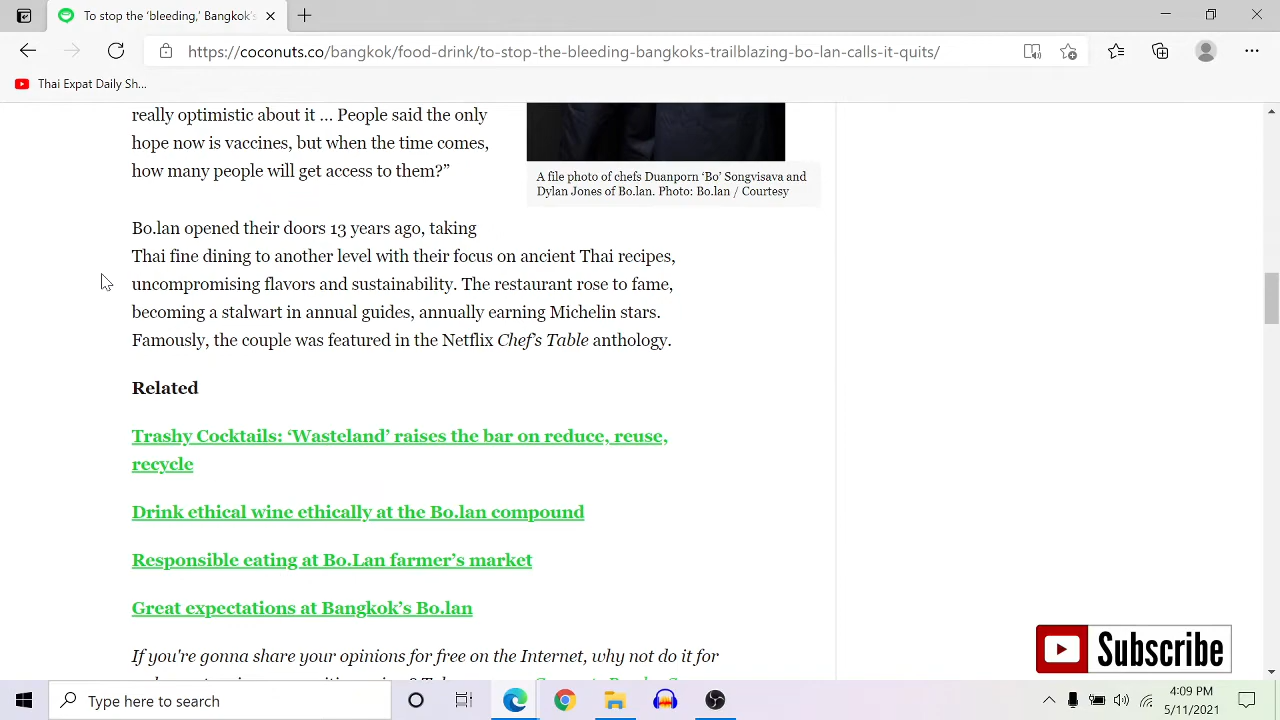 To stop the ‘bleeding,’ Bangkok's
https://coconuts.co/bangkok/food-drink/to-stop-the-bleeding-bangkoks-trailblazing-bo-lan-calls-it-quits/
Thai Expat Daily Sh...
really optimistic about it ... People said the only
hope now is vaccines, but when the time comes,
how many people will get access to them?”
A file photo of chefs Duanporn ‘Bo’ Songvisava and
Dylan Jones of Bo.lan. Photo: Bo.lan / Courtesy
Bo.lan opened their doors 13 years ago, taking
Thai fine dining to another level with their focus on ancient Thai recipes,
uncompromising flavors and sustainability. The restaurant rose to fame,
becoming a stalwart in annual guides, annually earning Michelin stars.
Famously, the couple was featured in the Netflix Chef’s Table anthology.
Related
Trashy Cocktails: ‘Wasteland’ raises the bar on reduce, reuse,
recycle
Drink ethical wine ethically at the Bo.lan compound
Responsible eating at Bo.Lan farmer’s market
Great expectations at Bangkok’s Bo.lan
If you're gonna share your opinions for free on the Internet, why not do it for
Subscribe
Type here to search
4:09 PM
5/11/2021